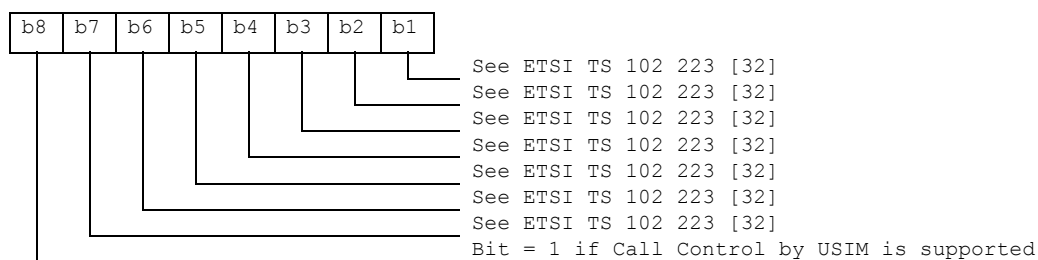 b8 b7 b6 b5 b4 b3 b2 b1
See ETSI TS 102 223 [32]
See ETSI TS 102 223 [32]
See ETSI TS 102 223 [32]
See ETSI TS 102 223 [32]
See ETSI TS 102 223 [32]
See ETSI TS 102 223 [32]
See ETSI TS 102 223 [32]
Bit = 1 if Call Control by USIM is supported